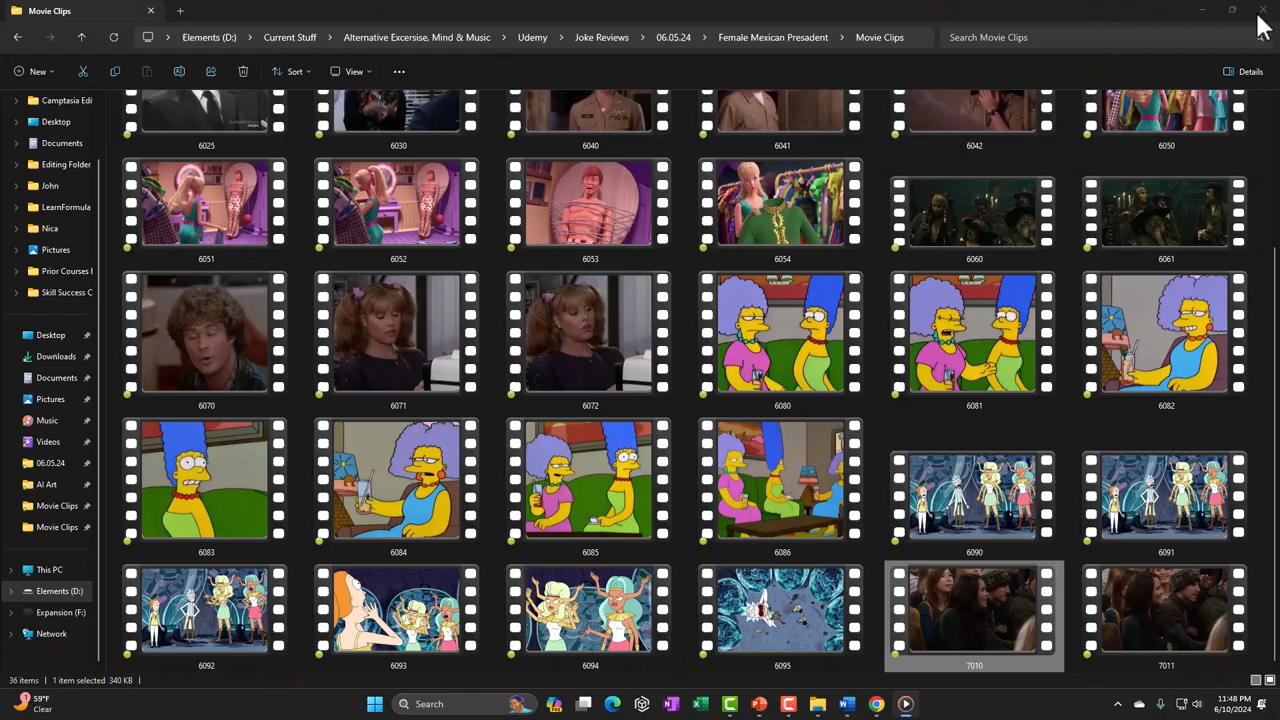 Movie Clips
Elements (D:) Current Stuff Alternative Excersise, Mind & Music Udemy Joke Reviews 06.05.24 Female Mexican Presadent Movie Clips Search Movie Clips
New Sort View Details
Camptasia Edi
Desktop
Documents
Editing Folder
John
LearnFormula
Nica
Pictures
Prior Courses E
Skill Success C
Desktop
Downloads
Documents
Pictures
Music
Videos
06.05.24
AI Art
Movie Clips
Movie Clips
This PC
Elements (D:)
Expansion (F:)
Network
6025 6030 6040 6041 6042 6050
6051 6052 6053 6054 6060 6061
6070 6071 6072 6080 6081 6082
6083 6084 6085 6086 6090 6091
6092 6093 6094 6095 7010 7011
36 items 1 item selected 340 KB
59°F
Clear
Search
11:48 PM
6/10/2024